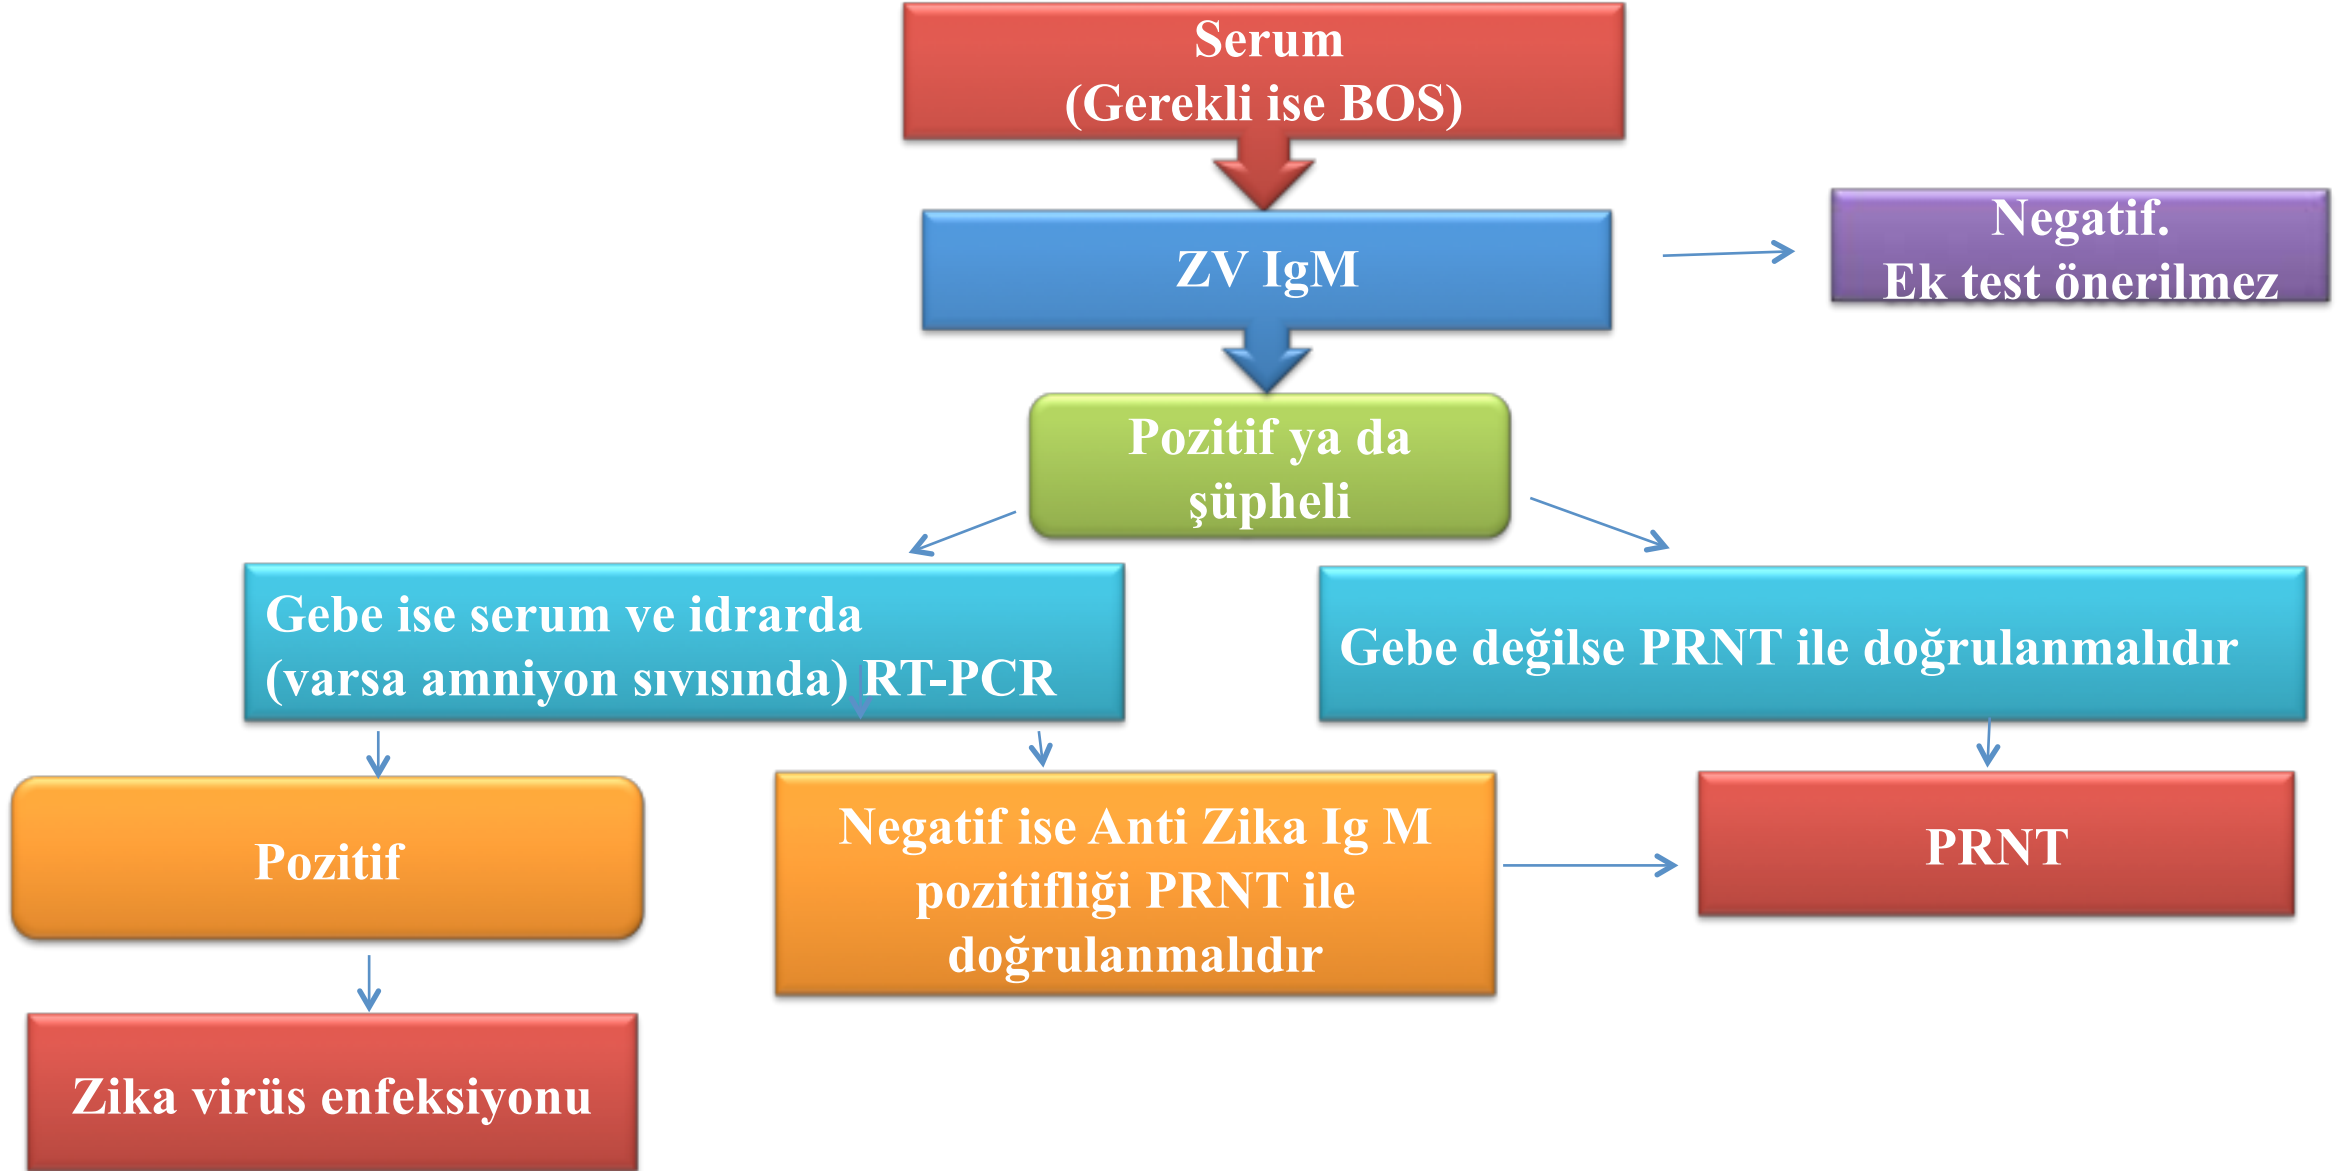 Serum
(Gerekli ise BOS)
ZV IgM
Negatif.
Ek test önerilmez
Pozitif ya da
şüpheli
Gebe ise serum ve idrarda
(varsa amniyon sıvısında) RT-PCR
Gebe değilse PRNT ile doğrulanmalıdır
Pozitif
Negatif ise Anti Zika Ig M
pozitifliği PRNT ile
doğrulanmalıdır
PRNT
Zika virüs enfeksiyonu